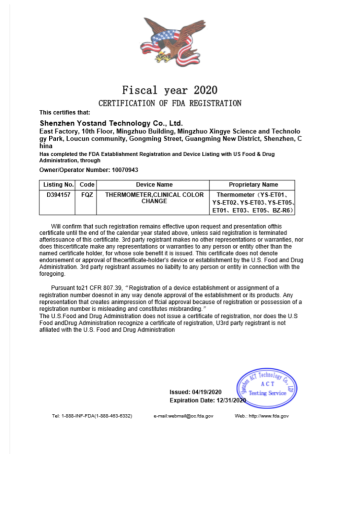 Fiscal year 2020
CERTIFICATION OF FDA REGISTRATION
This certifies that:
Shenzhen Yostand Technology Co., Ltd.
East Factory, 10th Floor, Mingzhuo Building, Mingzhuo Xingye Science and Technolo
gy Park, Loucun community, Gongming Street, Guangming New District, Shenzhen, C
hina
Has completed the FDA Establishment Registration and Device Listing with US Food & Drug
Administration, through
Owner/Operator Number: 10070943
Listing No. Code Device Name Proprietary Name
D394157 FQZ THERMOMETER,CLINICAL COLOR CHANGE Thermometer（YS-ET01、
YS-ET02、YS-ET03、YS-ET05、
ET01、ET03、ET05、BZ-R6）
Will confirm that such registration remains effective upon request and presentation ofthis
certificate until the end of the calendar year stated above, unless said registration is terminated
afterissuance of this certificate. 3rd party registrant makes no other representations or warranties, nor
does thiscertificate make any representations or warranties to any person or entity other than the
named certificate holder, for whose sole benefit it is issued. This certificate does not denote
endorsement or approval of thecertificate-holder's device or establishment by the U.S. Food and Drug
Administration. 3rd party registrant assumes no liabilty to any person or entity in connection with the
foregoing.
Pursuant to21 CFR 807.39, "Registration of a device establishment or assignment of a
registration number doesnot in any way denote approval of the establishment or its products. Any
representation that creates animpression of fficial approval because of registration or possession of a
registration number is misleading and constitutes misbranding."
The U.S.Food and Drug Administration does not issue a certificate of registration, nor does the U.S
Food andDrug Administration recognize a certificate of registration, U3rd party registrant is not
afiliated with the U.S. Food and Drug Administration
ACT Technology Co.,
ACT
Testing Service
Issued: 04/19/2020
Expiration Date: 12/31/2020
Tel: 1-888-INF-FDA(1-888-463-6332) e-mail:webmail@oc.fda.gov Web.: http://www.fda.gov